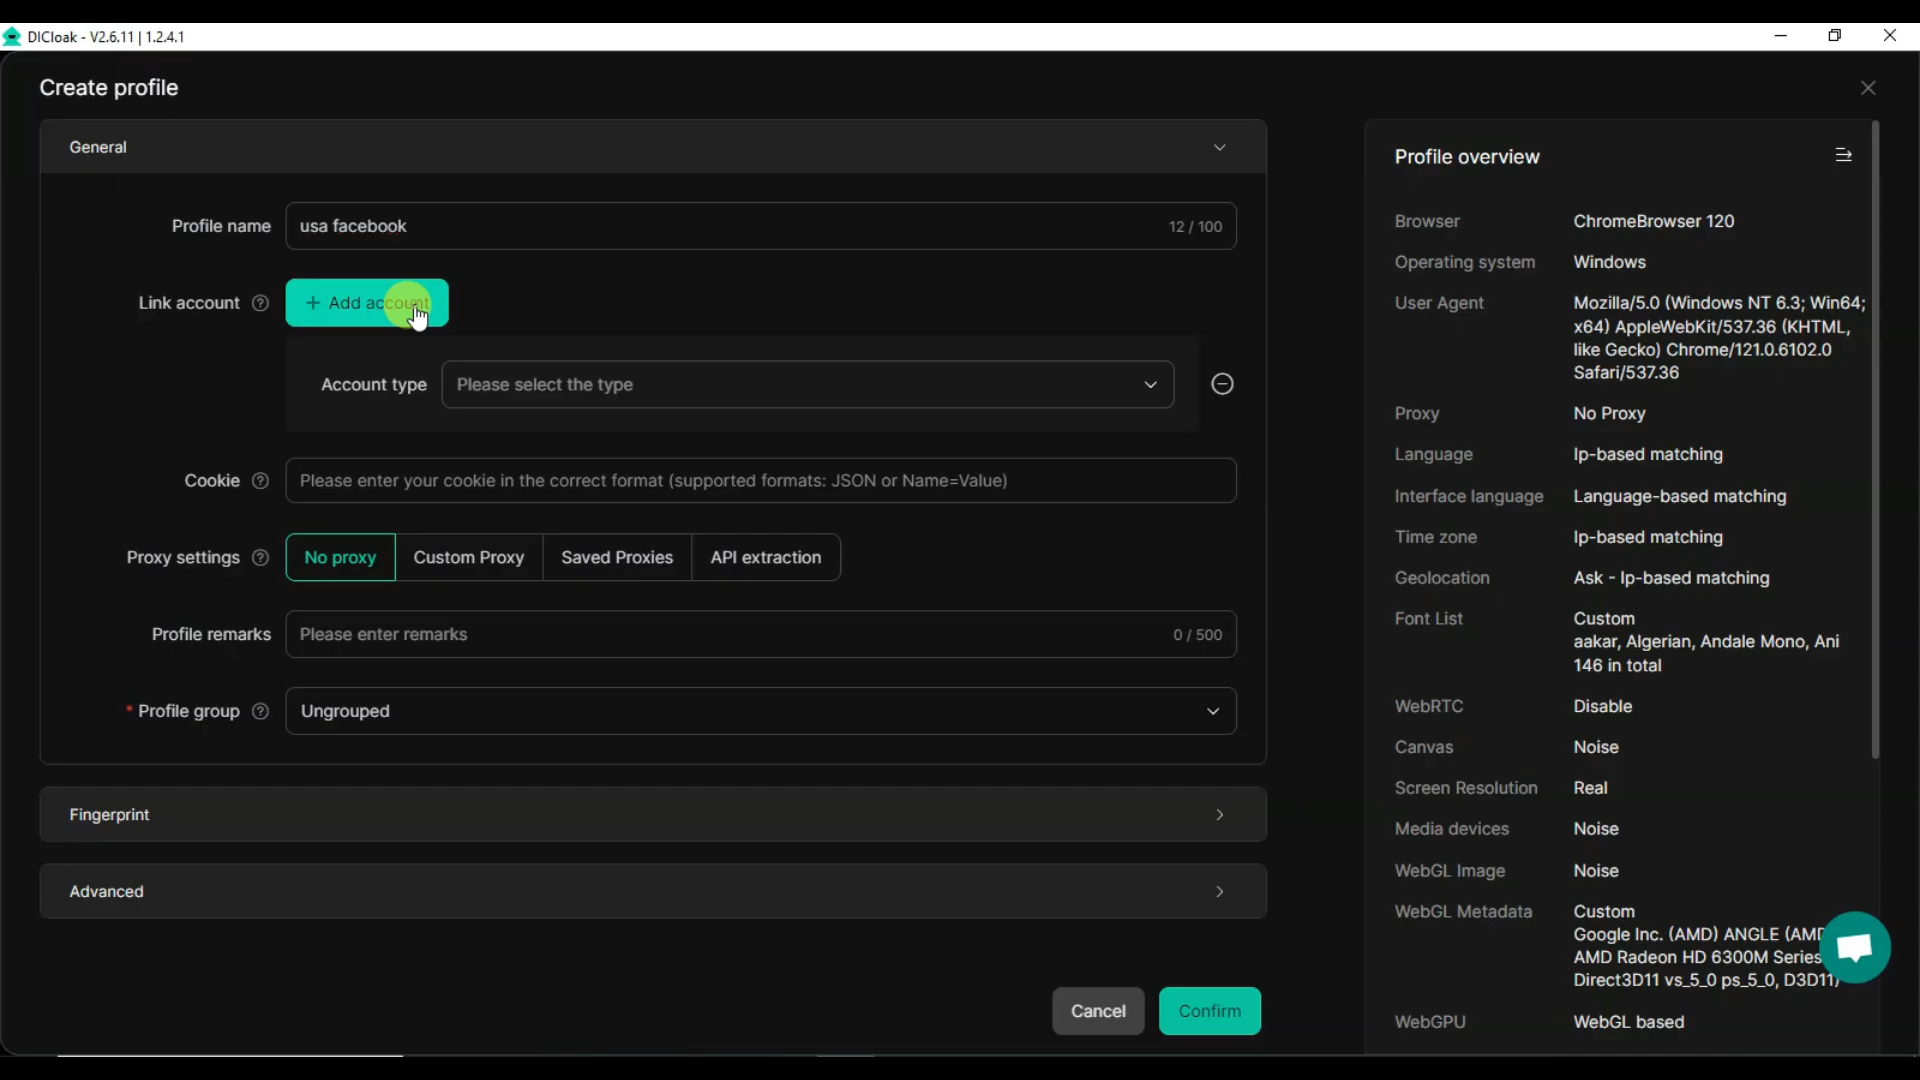 DICloak - V2.6.11 | 1.2.4.1
Create profile
General
Profile name usa facebook 12 / 100
Link account + Add account
Account type Please select the type
Cookie Please enter your cookie in the correct format (supported formats: JSON or Name=Value)
Proxy settings No proxy Custom Proxy Saved Proxies API extraction
Profile remarks Please enter remarks 0 / 500
* Profile group Ungrouped
Fingerprint
Advanced
Cancel Confirm
Profile overview
Browser ChromeBrowser 120
Operating system Windows
User Agent Mozilla/5.0 (Windows NT 6.3; Win64;
x64) AppleWebKit/537.36 (KHTML,
like Gecko) Chrome/121.0.6102.0
Safari/537.36
Proxy No Proxy
Language Ip-based matching
Interface language Language-based matching
Time zone Ip-based matching
Geolocation Ask - Ip-based matching
Font List Custom
aakar, Algerian, Andale Mono, Ani
146 in total
WebRTC Disable
Canvas Noise
Screen Resolution Real
Media devices Noise
WebGL Image Noise
WebGL Metadata Custom
Google Inc. (AMD) ANGLE (AMD
AMD Radeon HD 6300M Series
Direct3D11 vs_5_0 ps_5_0, D3D11)
WebGPU WebGL based